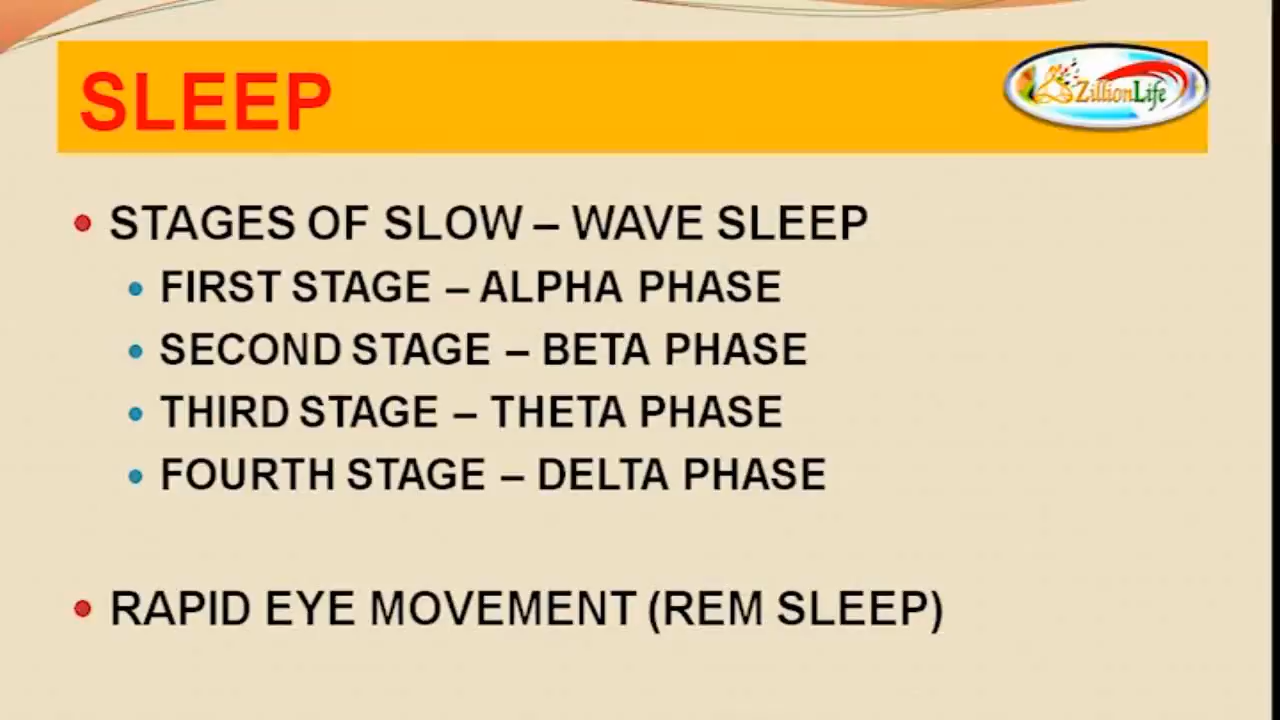 SLEEP
ZillionLife
STAGES OF SLOW – WAVE SLEEP
FIRST STAGE – ALPHA PHASE
SECOND STAGE – BETA PHASE
THIRD STAGE – THETA PHASE
FOURTH STAGE – DELTA PHASE
RAPID EYE MOVEMENT (REM SLEEP)